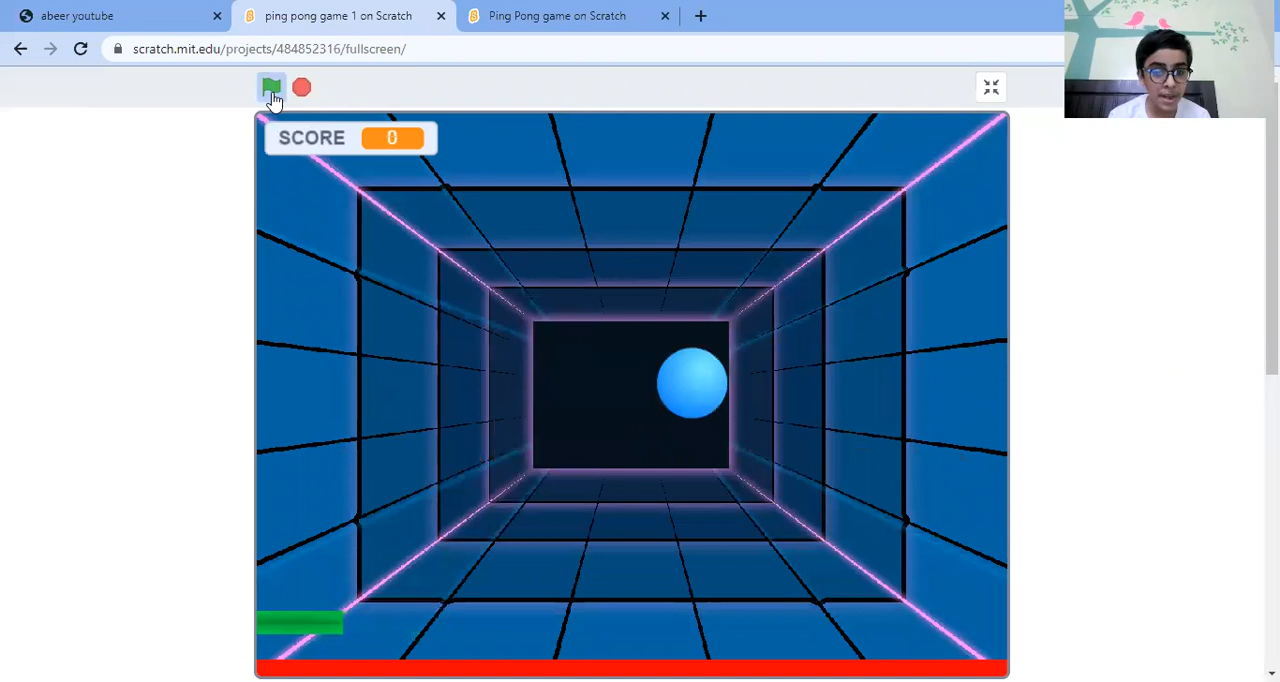 abeer youtube
ping pong game 1 on Scratch
Ping Pong game on Scratch
scratch.mit.edu/projects/484852316/fullscreen/
SCORE 0